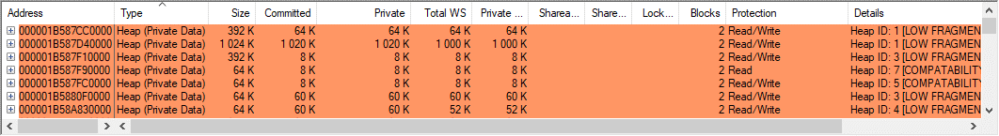 Address Type Size Committed Private Total WS Private ... Sharea... Share... Lock... Blocks Protection Details
000001B587CC0000 Heap (Private Data) 392 K 64 K 64 K 64 K 64 K 2 Read/Write Heap ID: 1 [LOW FRAGMEN
000001B587D40000 Heap (Private Data) 1 024 K 1 020 K 1 020 K 1 000 K 1 000 K 2 Read/Write Heap ID: 1 [LOW FRAGMEN
000001B587F10000 Heap (Private Data) 392 K 8 K 8 K 8 K 8 K 2 Read/Write Heap ID: 3 [LOW FRAGMEN
000001B587F90000 Heap (Private Data) 64 K 8 K 8 K 8 K 8 K 2 Read Heap ID: 7 [COMPATABILITY
000001B587FC0000 Heap (Private Data) 64 K 8 K 8 K 8 K 8 K 2 Read/Write Heap ID: 5 [COMPATABILITY
000001B5880F0000 Heap (Private Data) 64 K 60 K 60 K 60 K 60 K 2 Read/Write Heap ID: 3 [LOW FRAGMEN
000001B58A830000 Heap (Private Data) 64 K 60 K 60 K 52 K 52 K 2 Read/Write Heap ID: 4 [LOW FRAGMEN